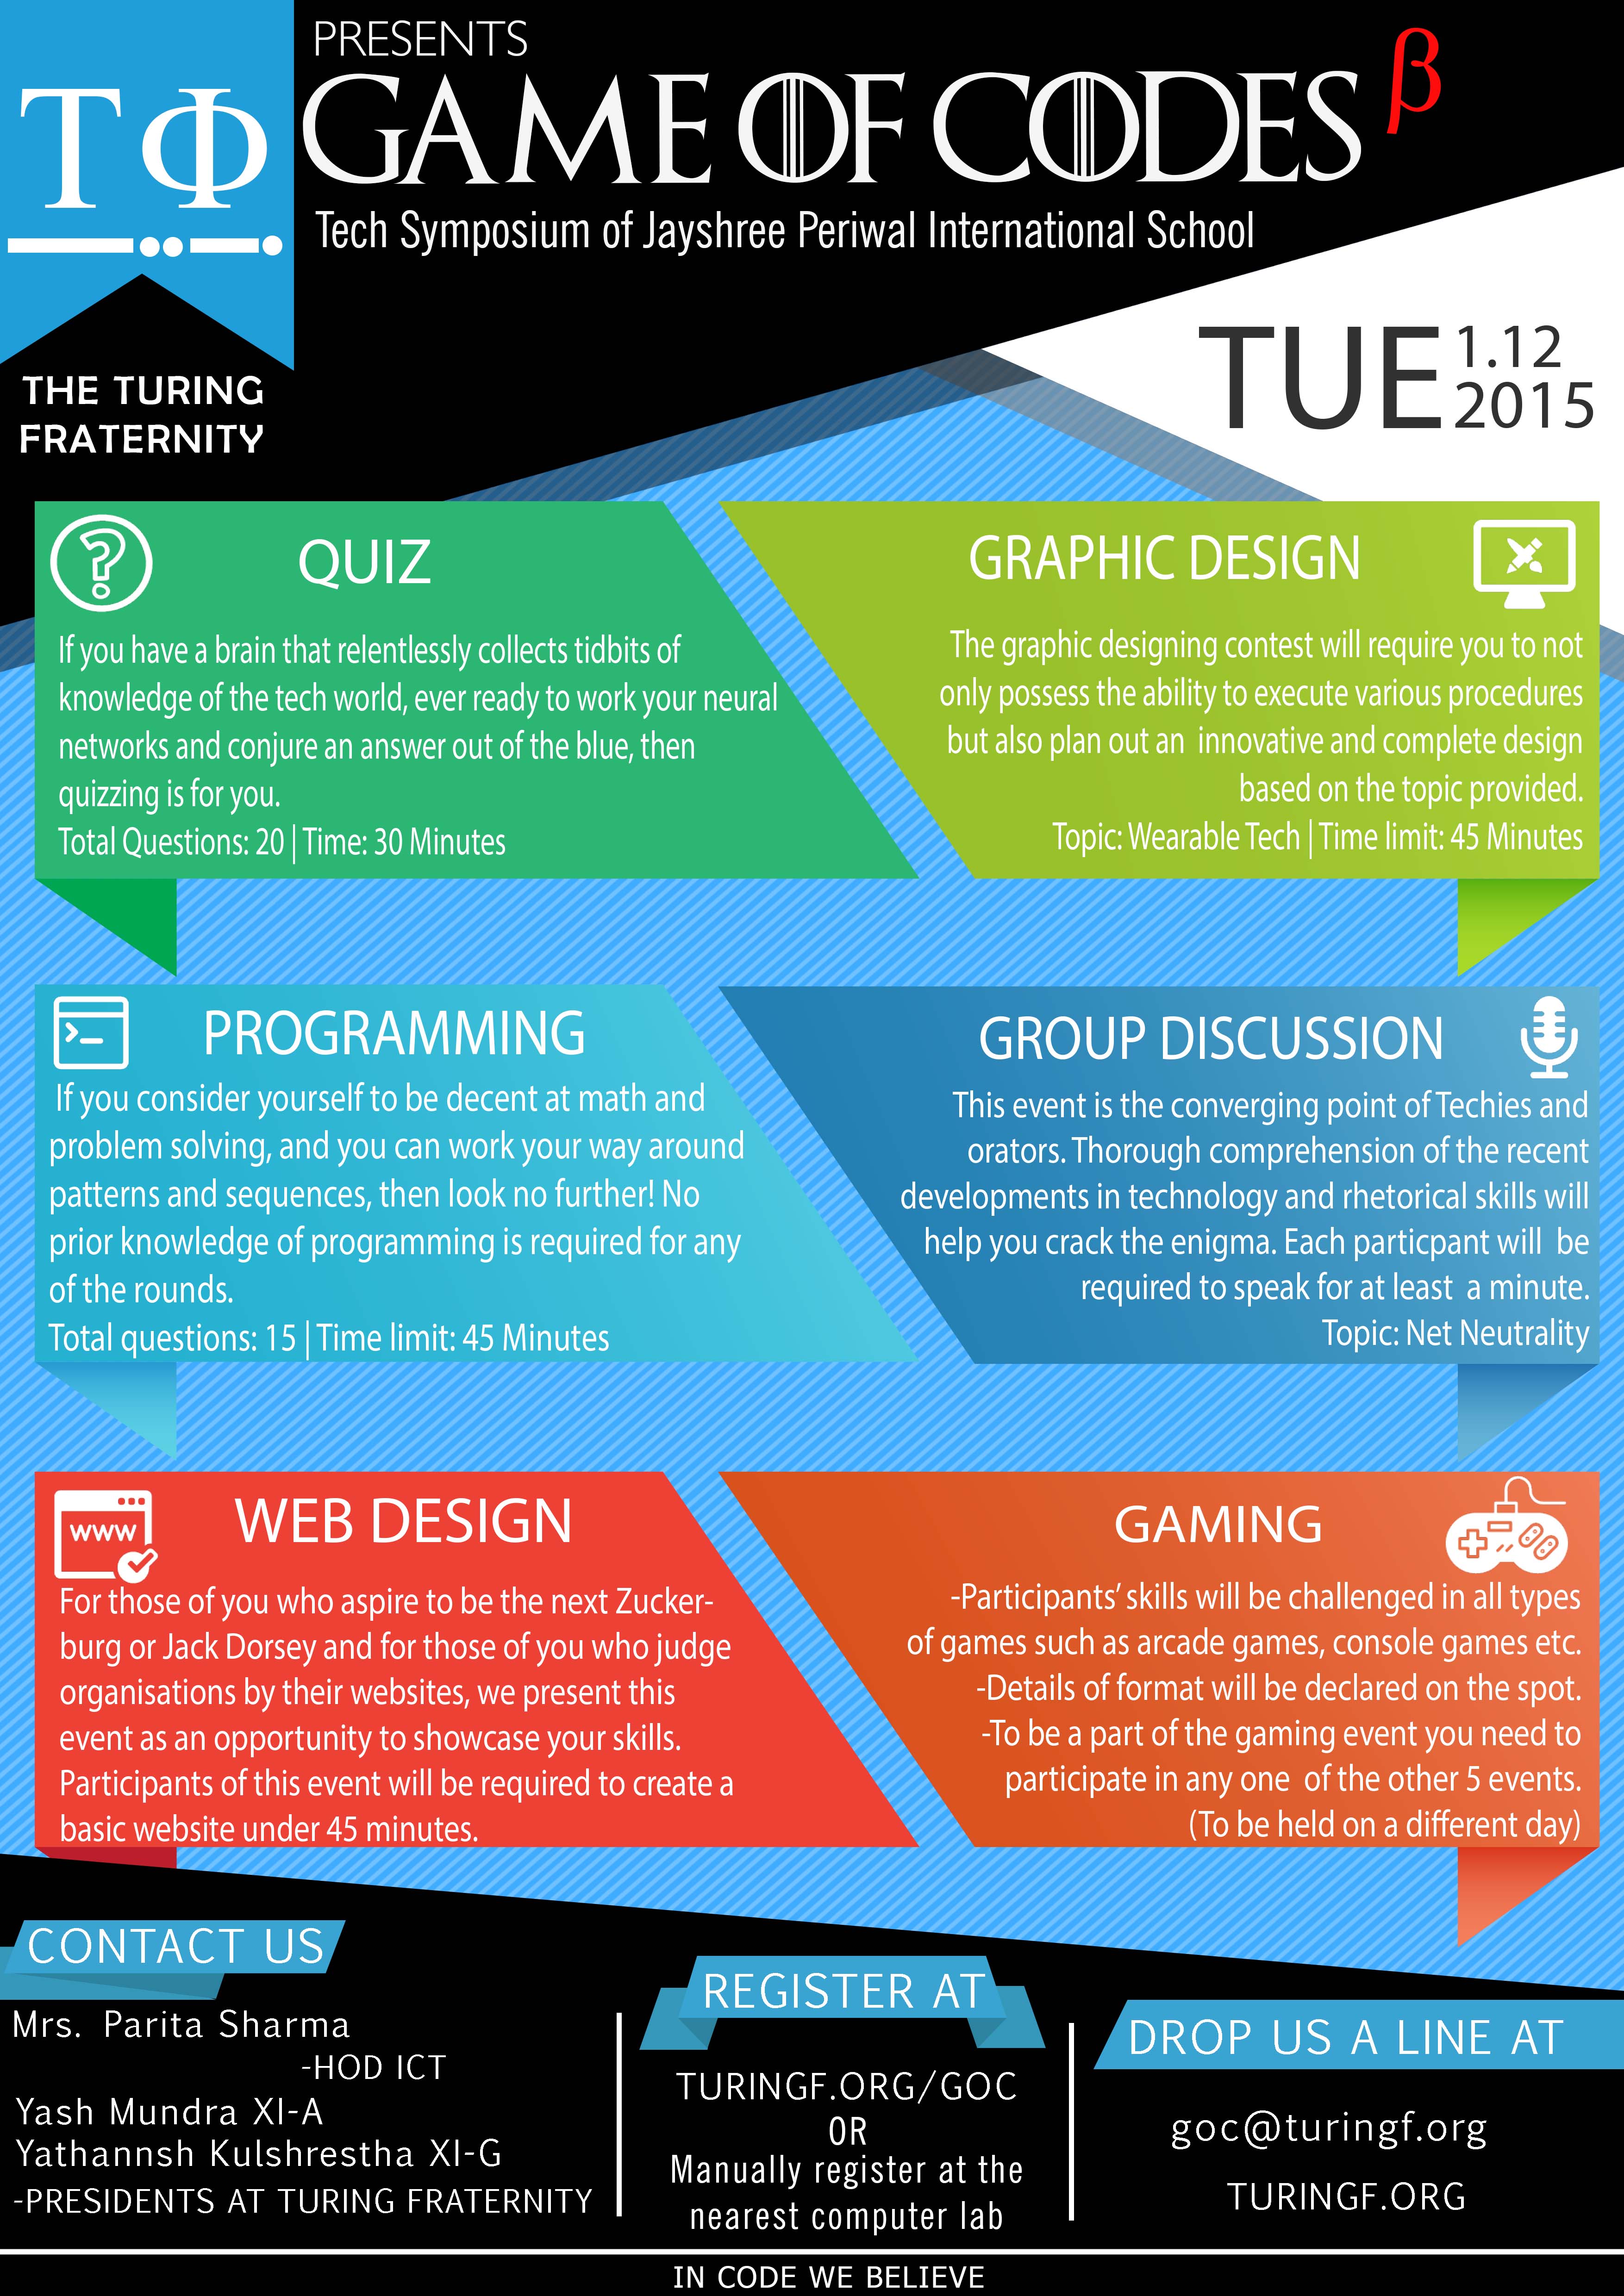 PRESENTS
GAME OF CODES β
Tech Symposium of Jayshree Periwal International School
ΤΦ
THE TURING
FRATERNITY
TUE 1.12
2015
QUIZ
If you have a brain that relentlessly collects tidbits of
knowledge of the tech world, ever ready to work your neural
networks and conjure an answer out of the blue, then
quizzing is for you.
Total Questions: 20 | Time: 30 Minutes
GRAPHIC DESIGN
The graphic designing contest will require you to not
only possess the ability to execute various procedures
but also plan out an innovative and complete design
based on the topic provided.
Topic: Wearable Tech | Time limit: 45 Minutes
PROGRAMMING
If you consider yourself to be decent at math and
problem solving, and you can work your way around
patterns and sequences, then look no further! No
prior knowledge of programming is required for any
of the rounds.
Total questions: 15 | Time limit: 45 Minutes
GROUP DISCUSSION
This event is the converging point of Techies and
orators. Thorough comprehension of the recent
developments in technology and rhetorical skills will
help you crack the enigma. Each particpant will be
required to speak for at least a minute.
Topic: Net Neutrality
www
WEB DESIGN
For those of you who aspire to be the next Zucker-
burg or Jack Dorsey and for those of you who judge
organisations by their websites, we present this
event as an opportunity to showcase your skills.
Participants of this event will be required to create a
basic website under 45 minutes.
GAMING
-Participants' skills will be challenged in all types
of games such as arcade games, console games etc.
-Details of format will be declared on the spot.
-To be a part of the gaming event you need to
participate in any one of the other 5 events.
(To be held on a different day)
CONTACT US
Mrs. Parita Sharma
-HOD ICT
Yash Mundra XI-A
Yathannsh Kulshrestha XI-G
-PRESIDENTS AT TURING FRATERNITY
REGISTER AT
TURINGF.ORG/GOC
OR
Manually register at the
nearest computer lab
DROP US A LINE AT
goc@turingf.org
TURINGF.ORG
IN CODE WE BELIEVE